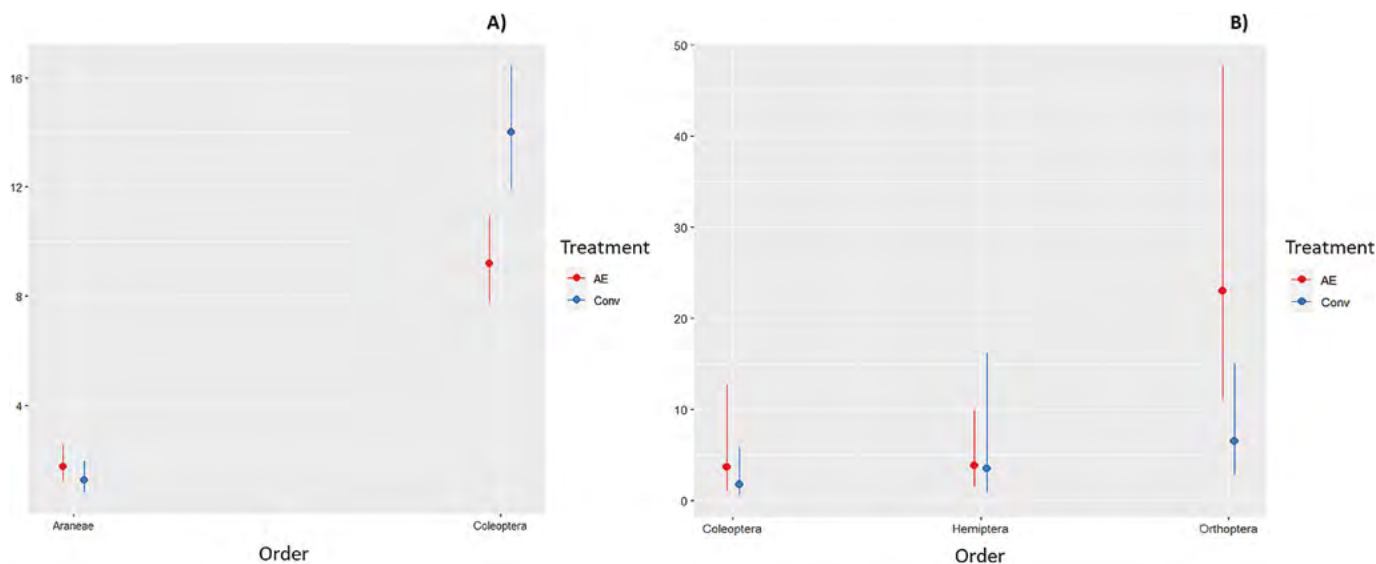 A)
16
12
8
4
Araneae
Coleoptera
Order
Treatment
AE
Conv
B)
50
40
30
20
10
0
Coleoptera
Hemiptera
Orthoptera
Order
Treatment
AE
Conv